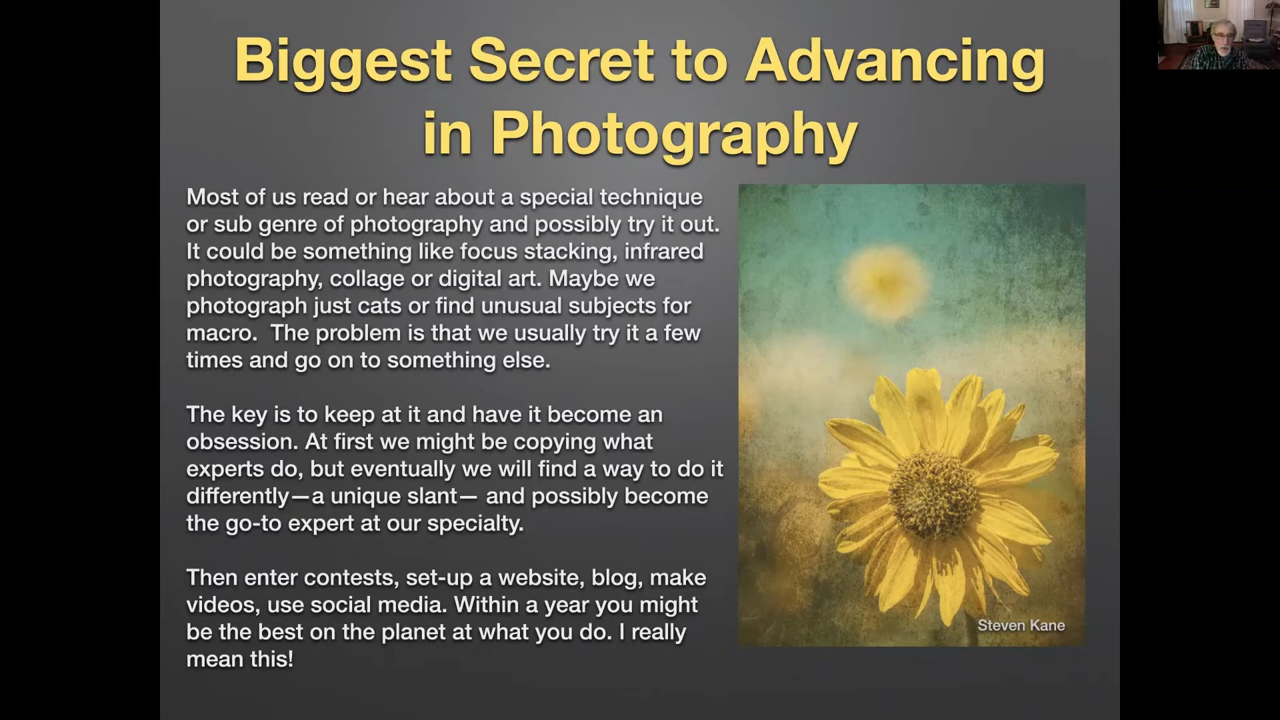 Biggest Secret to Advancing
in Photography
Most of us read or hear about a special technique
or sub genre of photography and possibly try it out.
It could be something like focus stacking, infrared
photography, collage or digital art. Maybe we
photograph just cats or find unusual subjects for
macro.  The problem is that we usually try it a few
times and go on to something else.
The key is to keep at it and have it become an
obsession. At first we might be copying what
experts do, but eventually we will find a way to do it
differently—a unique slant— and possibly become
the go-to expert at our specialty.
Then enter contests, set-up a website, blog, make
videos, use social media. Within a year you might
be the best on the planet at what you do. I really
mean this!
Steven Kane